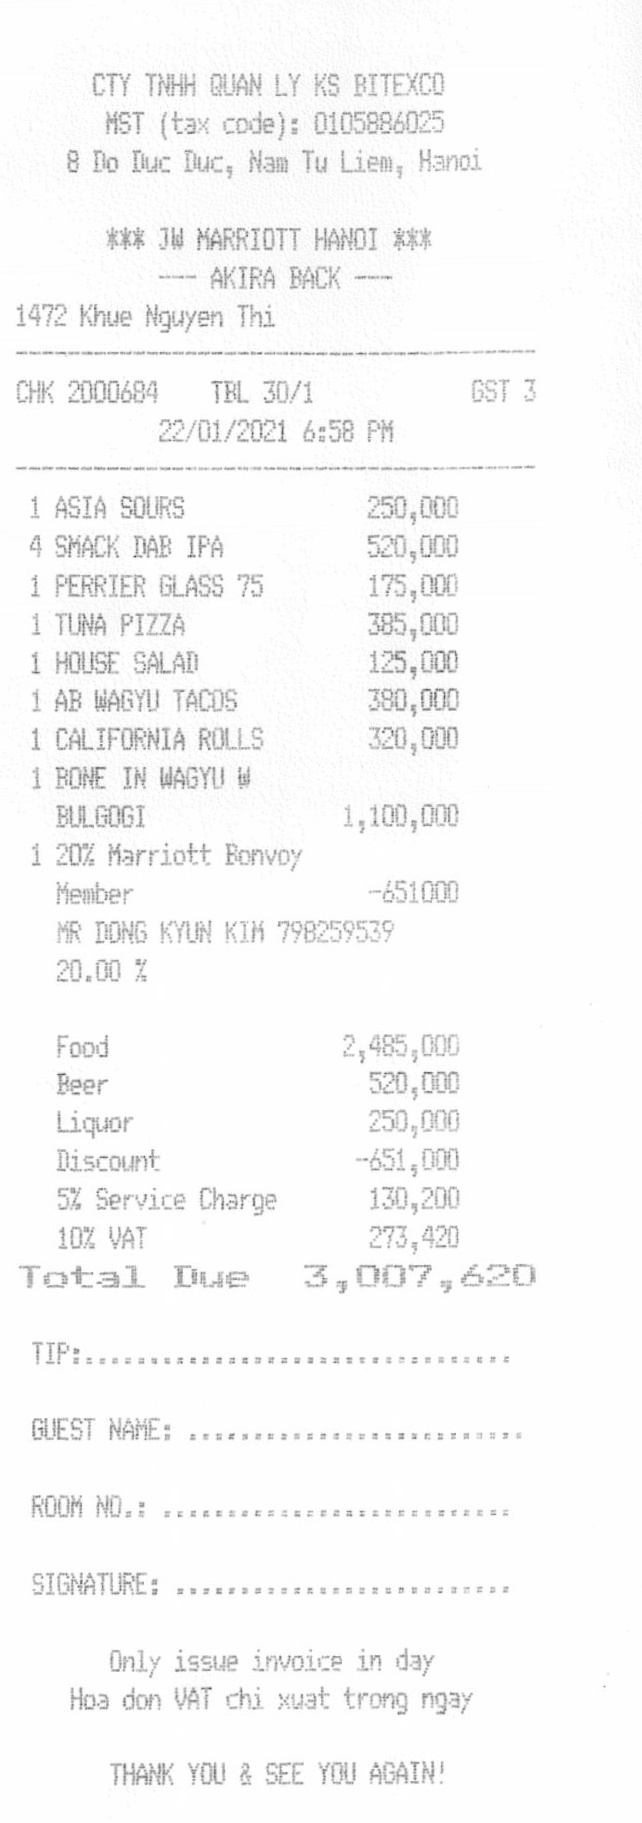 CTY TNHH QUAN LY KS BITEXCO
MST (tax code): 0105886025
8 Do Duc Duc, Nam Tu Liem, Hanoi
*** JW MARRIOTT HANOI ***
--- AKIRA BACK ---
1472 Khue Nguyen Thi
CHK 2000684 TBL 30/1 GST 3
22/01/2021 6:58 PM
1 ASIA SOURS 250,000
4 SMACK DAB IPA 520,000
1 PERRIER GLASS 75 175,000
1 TUNA PIZZA 385,000
1 HOUSE SALAD 125,000
1 AB WAGYU TACOS 380,000
1 CALIFORNIA ROLLS 320,000
1 BONE IN WAGYU W
BULGOGI 1,100,000
1 20% Marriott Bonvoy
Member -651000
MR DONG KYUN KIM 798259539
20.00 %
Food 2,485,000
Beer 520,000
Liquor 250,000
Discount -651,000
5% Service Charge 130,200
10% VAT 273,420
Total Due 3,007,620
TIP:.................................
GUEST NAME: ..........................
ROOM NO.: ...........................
SIGNATURE: ..........................
Only issue invoice in day
Hoa don VAT chi xuat trong ngay
THANK YOU & SEE YOU AGAIN!